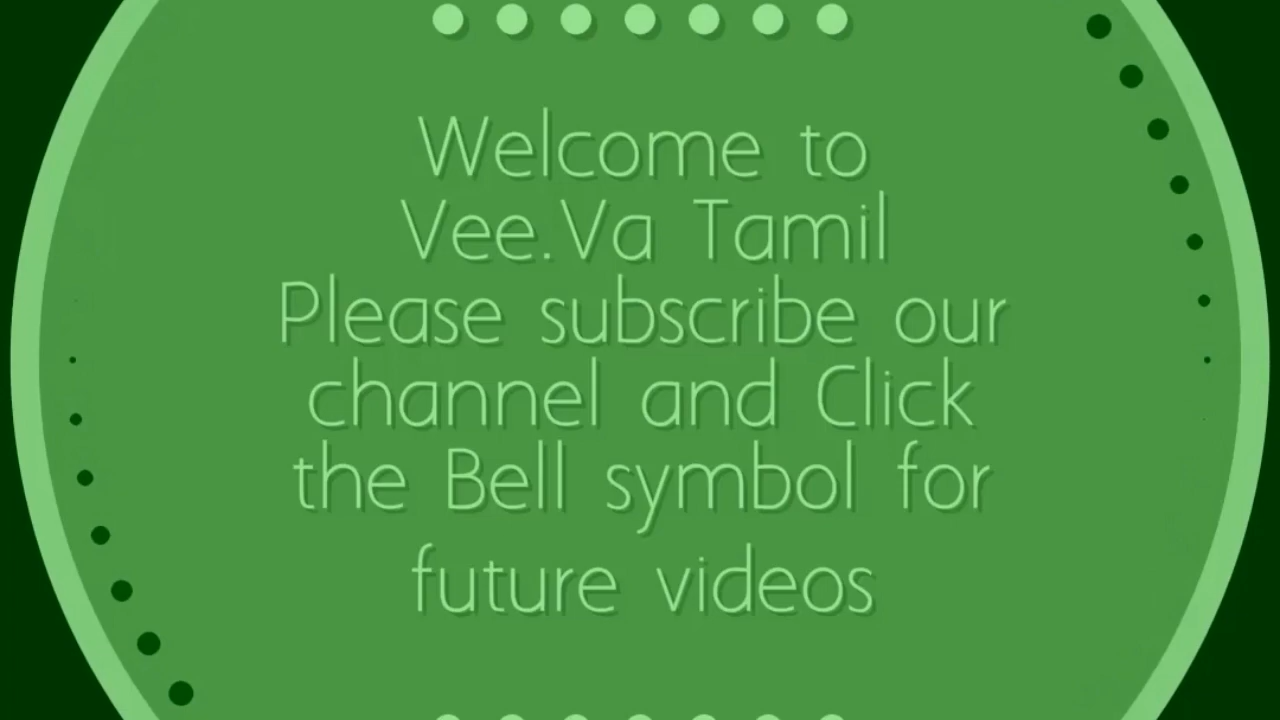 Welcome to
Vee.Va Tamil
Please subscribe our
channel and Click
the Bell symbol for
future videos